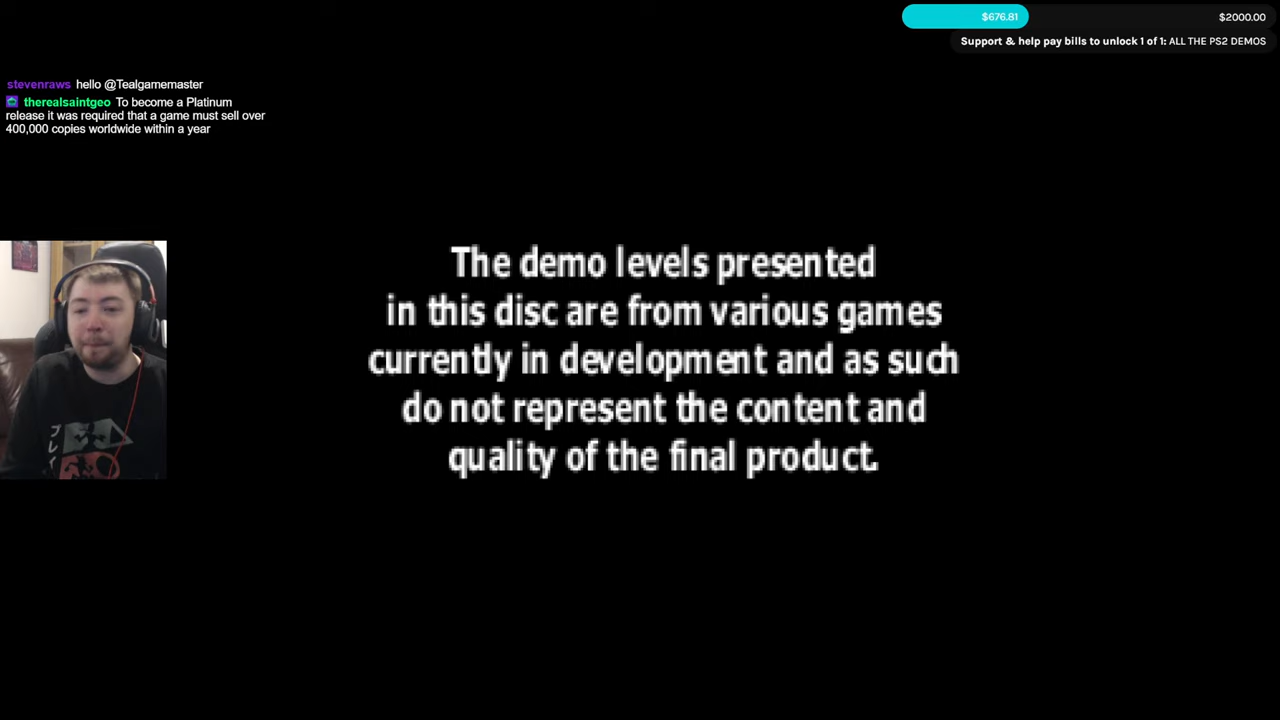 $676.81
$2000.00
Support & help pay bills to unlock 1 of 1: ALL THE PS2 DEMOS
stevenraws hello @Tealgamemaster
therealsaintgeo To become a Platinum
release it was required that a game must sell over
400,000 copies worldwide within a year
The demo levels presented
in this disc are from various games
currently in development and as such
do not represent the content and
quality of the final product.
プレイ